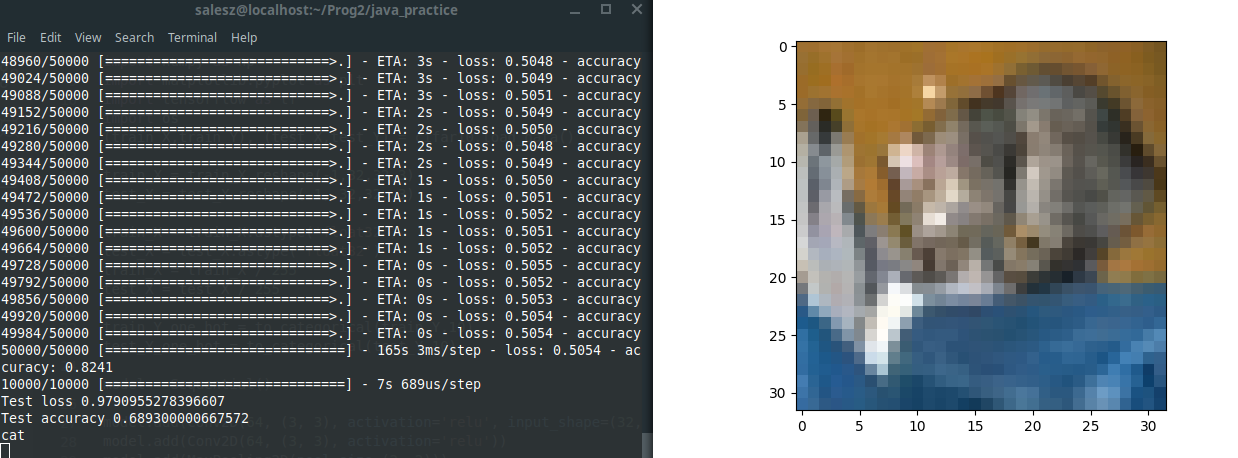 salesz@localhost:~/Prog2/java_practice
File Edit View Search Terminal Help
48960/50000 [============================>.] - ETA: 3s - loss: 0.5048 - accuracy
49024/50000 [============================>.] - ETA: 3s - loss: 0.5049 - accuracy
49088/50000 [============================>.] - ETA: 3s - loss: 0.5051 - accuracy
49152/50000 [============================>.] - ETA: 2s - loss: 0.5049 - accuracy
49216/50000 [============================>.] - ETA: 2s - loss: 0.5050 - accuracy
49280/50000 [============================>.] - ETA: 2s - loss: 0.5048 - accuracy
49344/50000 [============================>.] - ETA: 2s - loss: 0.5049 - accuracy
49408/50000 [============================>.] - ETA: 1s - loss: 0.5050 - accuracy
49472/50000 [============================>.] - ETA: 1s - loss: 0.5051 - accuracy
49536/50000 [============================>.] - ETA: 1s - loss: 0.5052 - accuracy
49600/50000 [============================>.] - ETA: 1s - loss: 0.5051 - accuracy
49664/50000 [============================>.] - ETA: 1s - loss: 0.5052 - accuracy
49728/50000 [============================>.] - ETA: 0s - loss: 0.5055 - accuracy
49792/50000 [============================>.] - ETA: 0s - loss: 0.5052 - accuracy
49856/50000 [============================>.] - ETA: 0s - loss: 0.5053 - accuracy
49920/50000 [============================>.] - ETA: 0s - loss: 0.5054 - accuracy
49984/50000 [============================>.] - ETA: 0s - loss: 0.5054 - accuracy
50000/50000 [==============================] - 165s 3ms/step - loss: 0.5054 - ac
curacy: 0.8241
10000/10000 [==============================] - 7s 689us/step
Test loss 0.9790955278396607
Test accuracy 0.689300000667572
cat
model.add(Conv2D(64, (3, 3), activation='relu'))
0
5
10
15
20
25
30
0 5 10 15 20 25 30